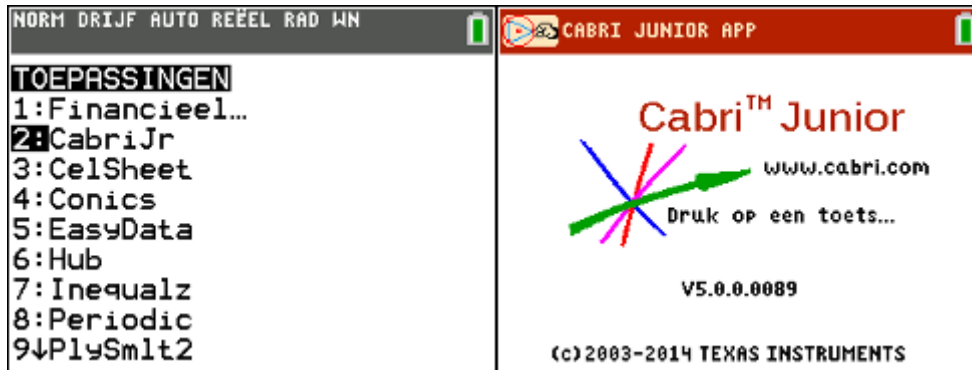 NORM DRIJF AUTO REËEL RAD WN
TOEPASSINGEN
1:Financieel…
2:CabriJr
3:CelSheet
4:Conics
5:EasyData
6:Hub
7:Inequalz
8:Periodic
9↓PlySmlt2
CABRI JUNIOR APP
Cabri™ Junior
www.cabri.com
Druk op een toets...
V5.0.0.0089
(c)2003-2014 TEXAS INSTRUMENTS